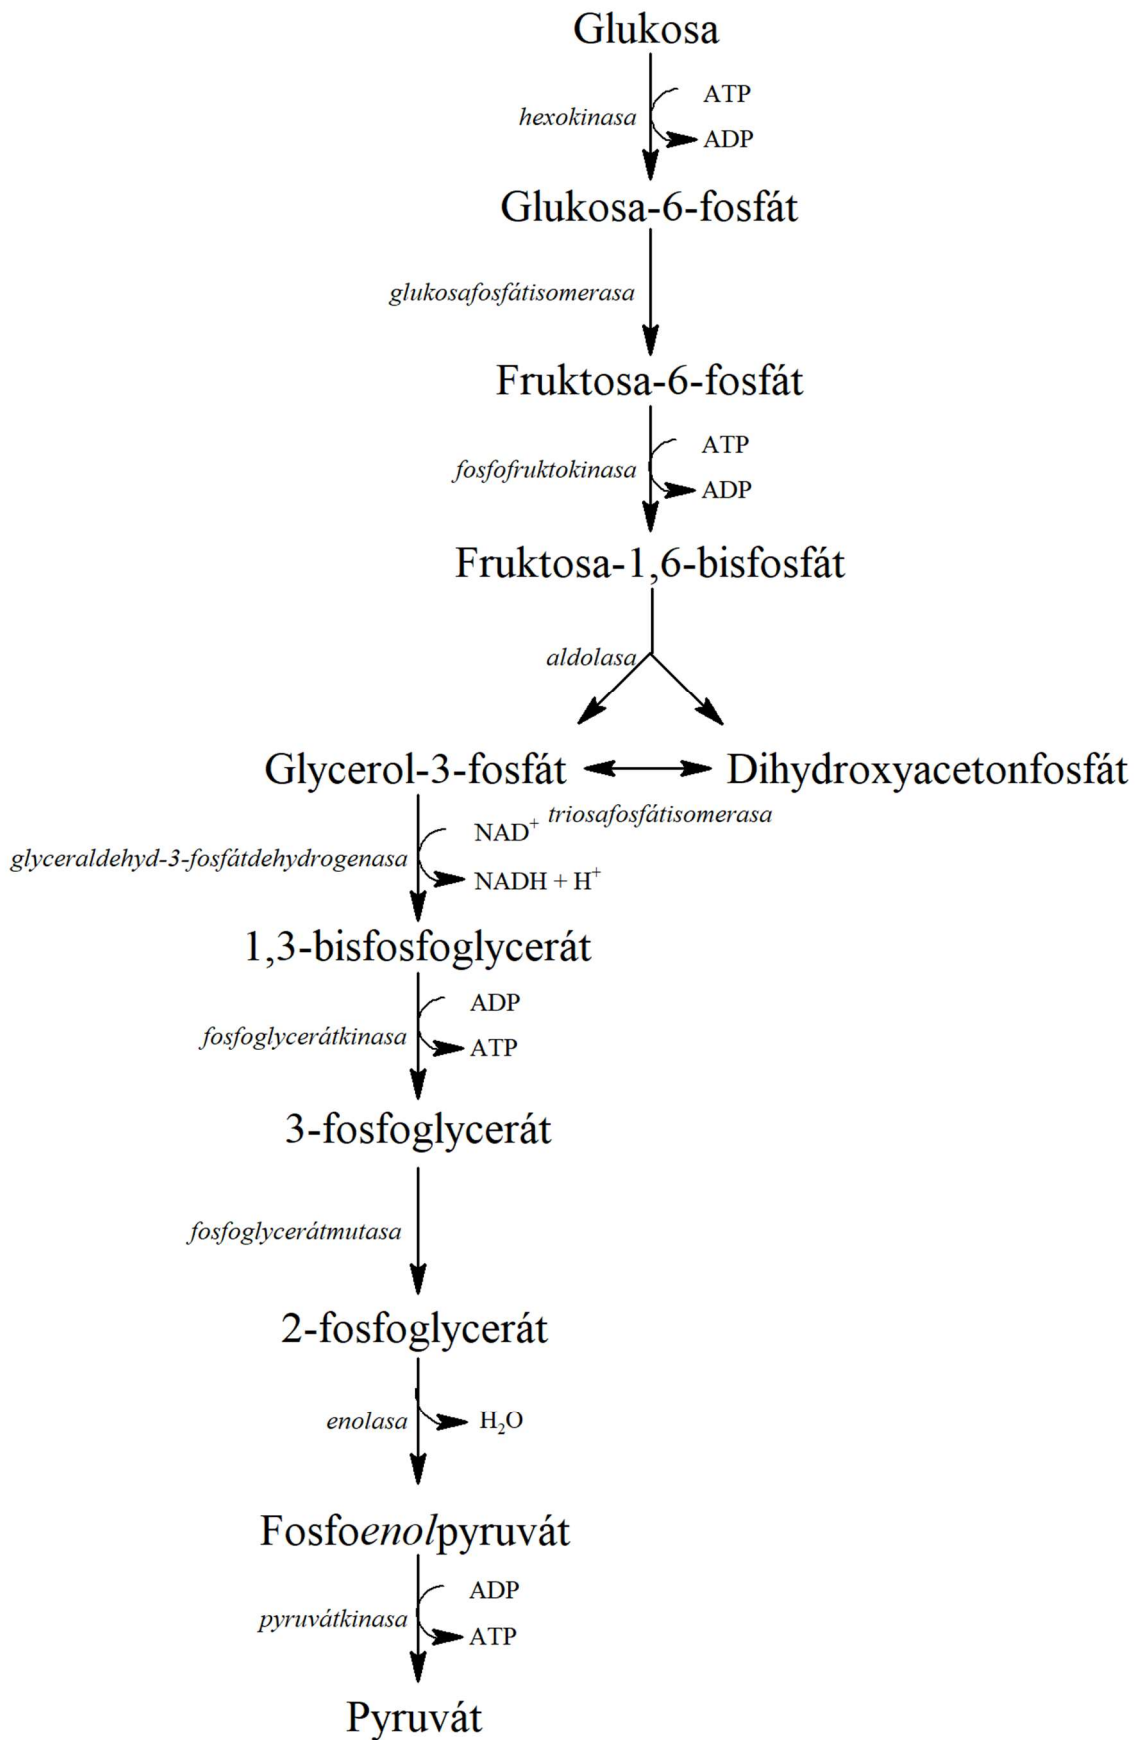 Glukosa
ATP
hexokinasa
ADP
Glukosa-6-fosfát
glukosafosfátisomerasa
Fruktosa-6-fosfát
ATP
fosfofruktokinasa
ADP
Fruktosa-1,6-bisfosfát
aldolasa
Glycerol-3-fosfát
Dihydroxyacetonfosfát
triosafosfátisomerasa
NAD⁺
glyceraldehyd-3-fosfátdehydrogenasa
NADH + H⁺
1,3-bisfosfoglycerát
ADP
fosfoglycerátkinasa
ATP
3-fosfoglycerát
fosfoglycerátmutasa
2-fosfoglycerát
enolasa
H₂O
Fosfoenolpyruvát
ADP
pyruvátkinasa
ATP
Pyruvát